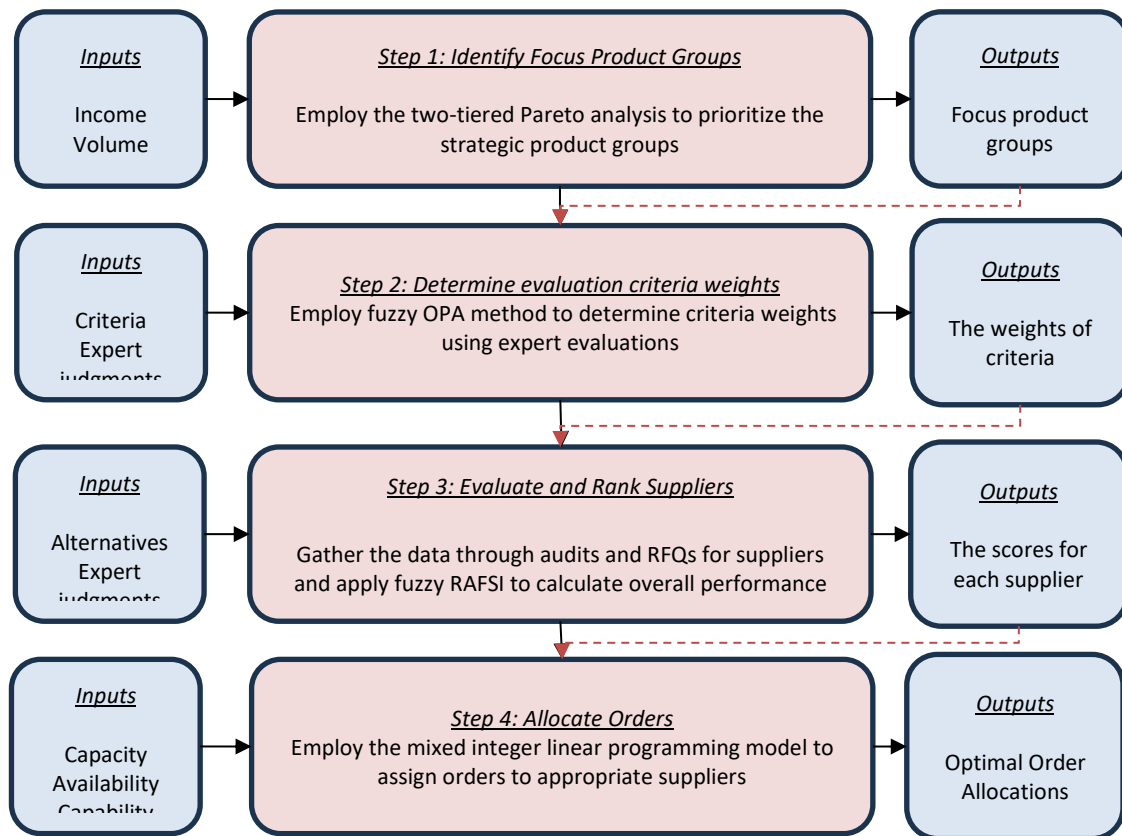 Inputs
Income
Volume
Step 1: Identify Focus Product Groups
Employ the two-tiered Pareto analysis to prioritize the
strategic product groups
Outputs
Focus product
groups
Inputs
Criteria
Expert
judgments
Step 2: Determine evaluation criteria weights
Employ fuzzy OPA method to determine criteria weights
using expert evaluations
Outputs
The weights of
criteria
Inputs
Alternatives
Expert
judgments
Step 3: Evaluate and Rank Suppliers
Gather the data through audits and RFQs for suppliers
and apply fuzzy RAFSI to calculate overall performance
Outputs
The scores for
each supplier
Inputs
Capacity
Availability
Capability
Step 4: Allocate Orders
Employ the mixed integer linear programming model to
assign orders to appropriate suppliers
Outputs
Optimal Order
Allocations